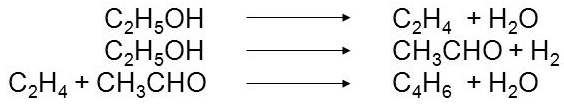 C₂H₅OH ⟶ C₂H₄ + H₂O
C₂H₅OH ⟶ CH₃CHO + H₂
C₂H₄ + CH₃CHO ⟶ C₄H₆ + H₂O